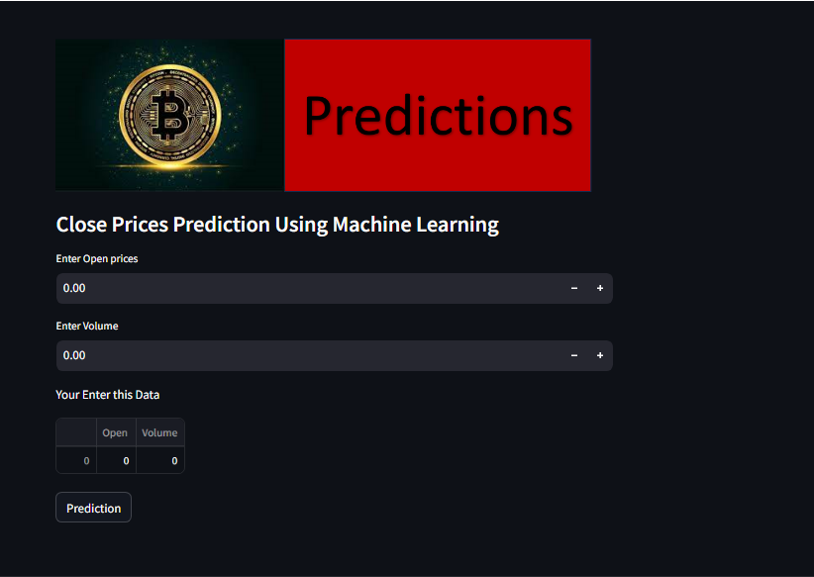 Predictions
Close Prices Prediction Using Machine Learning
Enter Open prices
0.00 − +
Enter Volume
0.00 − +
Your Enter this Data
Open Volume
0 0 0
Prediction